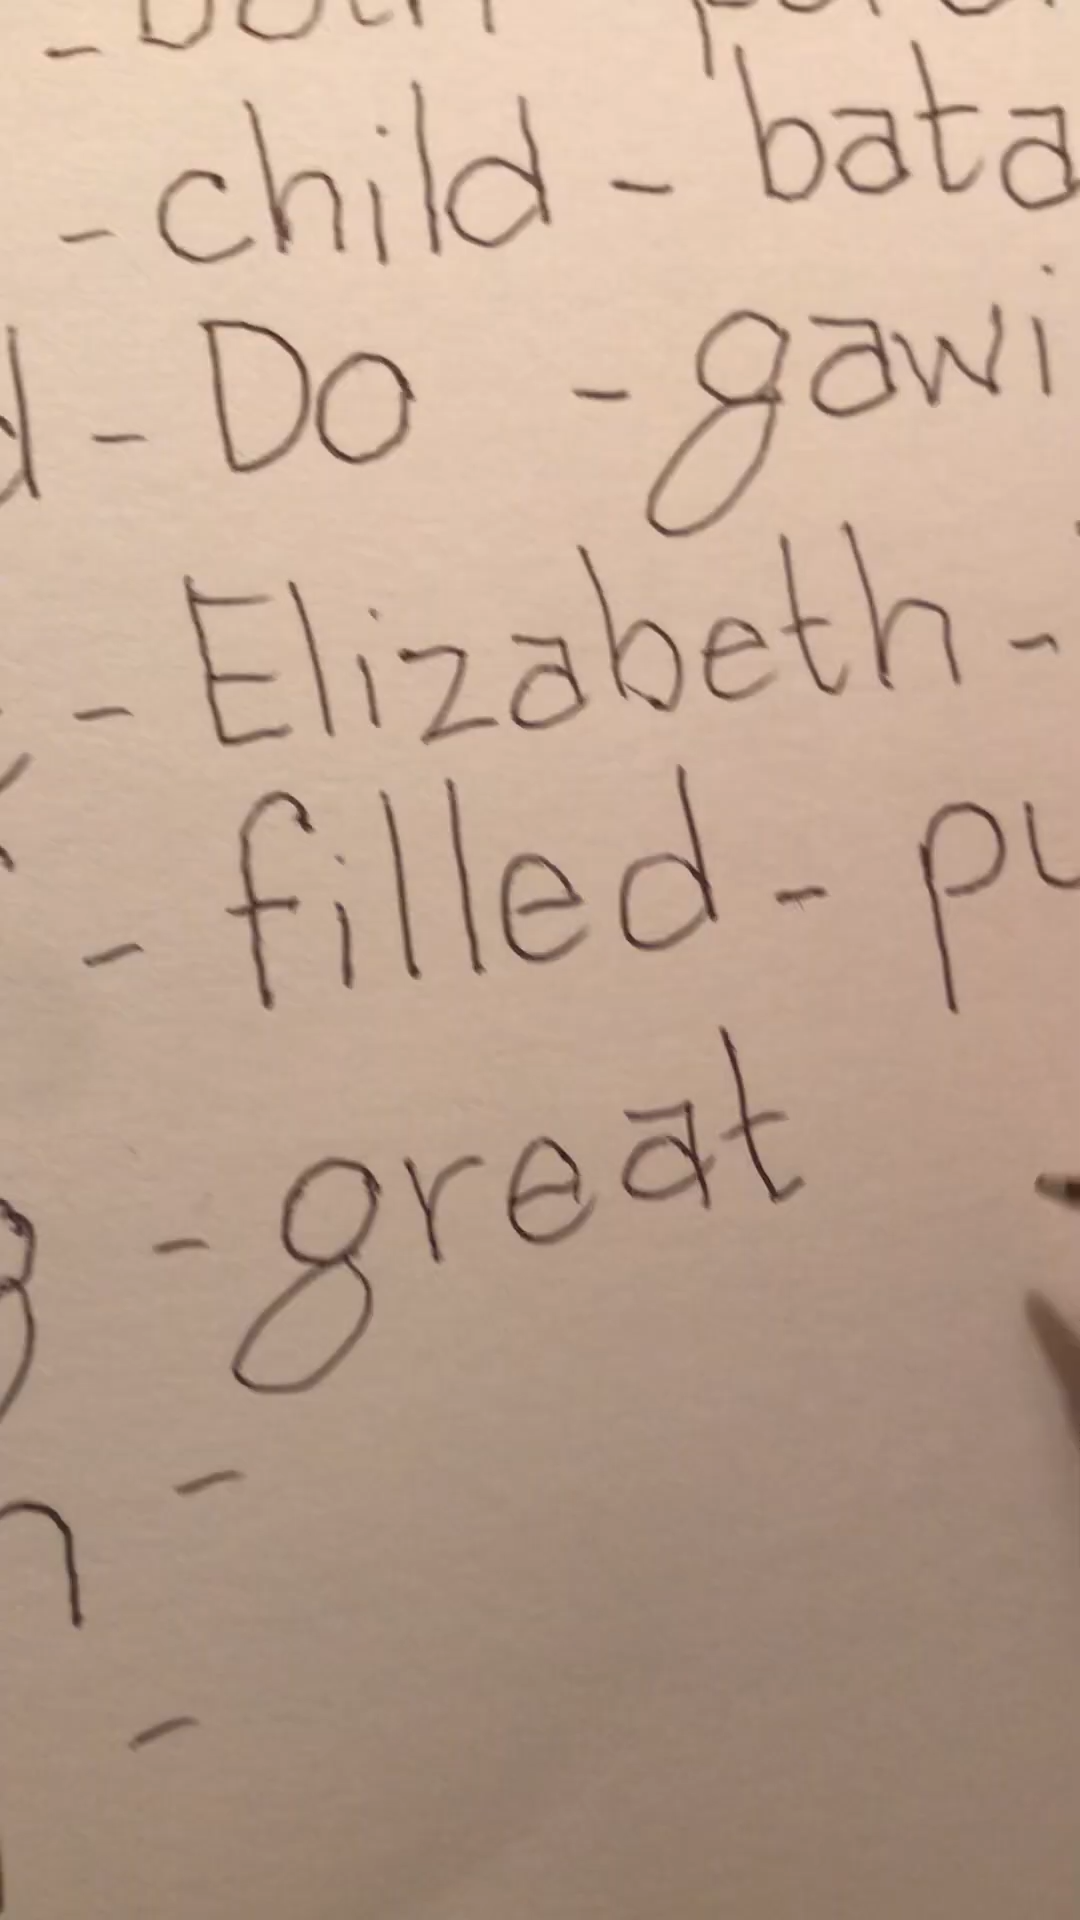 - child - bata
d - Do - gawi
- Elizabeth -
- filled - pu
g - great
h -
-